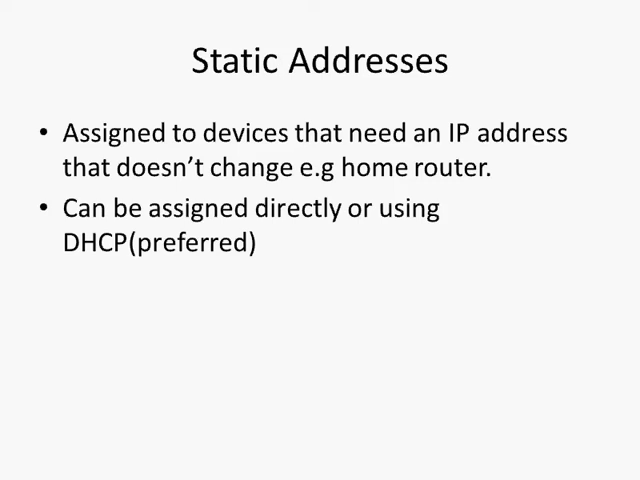 Static Addresses
• Assigned to devices that need an IP address
that doesn’t change e.g home router.
• Can be assigned directly or using
DHCP(preferred)